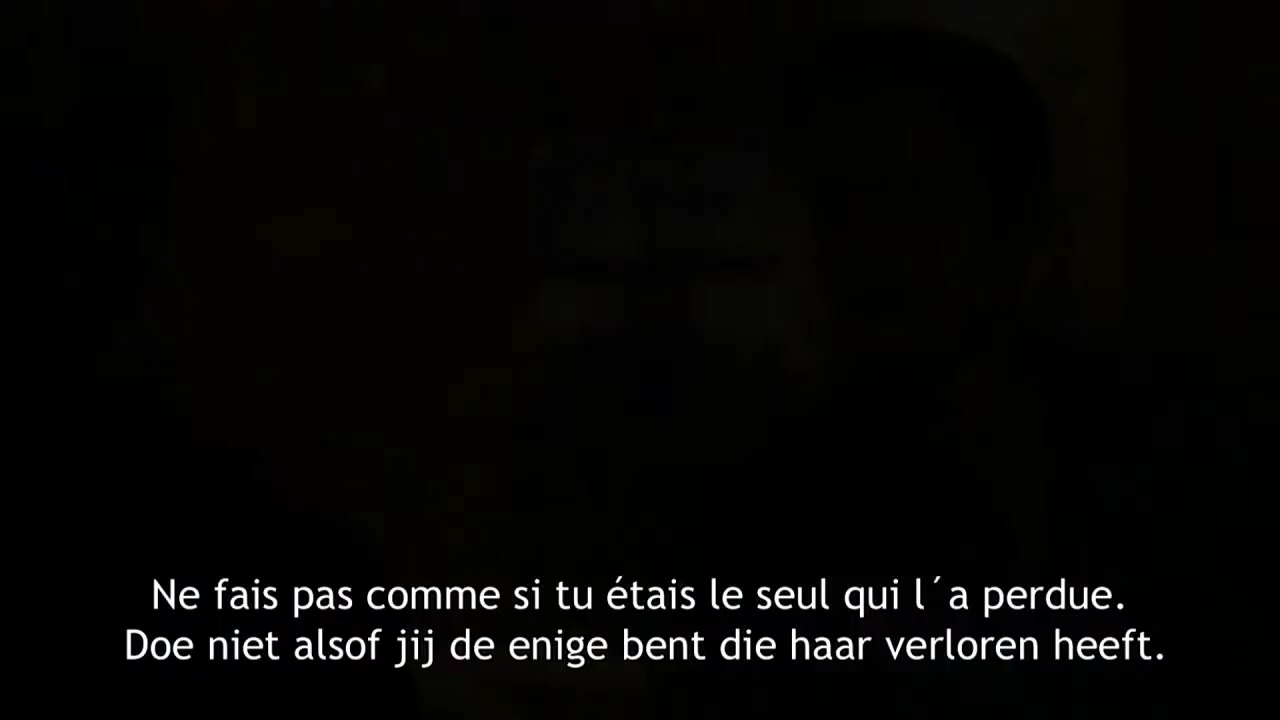 Ne fais pas comme si tu étais le seul qui l´a perdue.
Doe niet alsof jij de enige bent die haar verloren heeft.